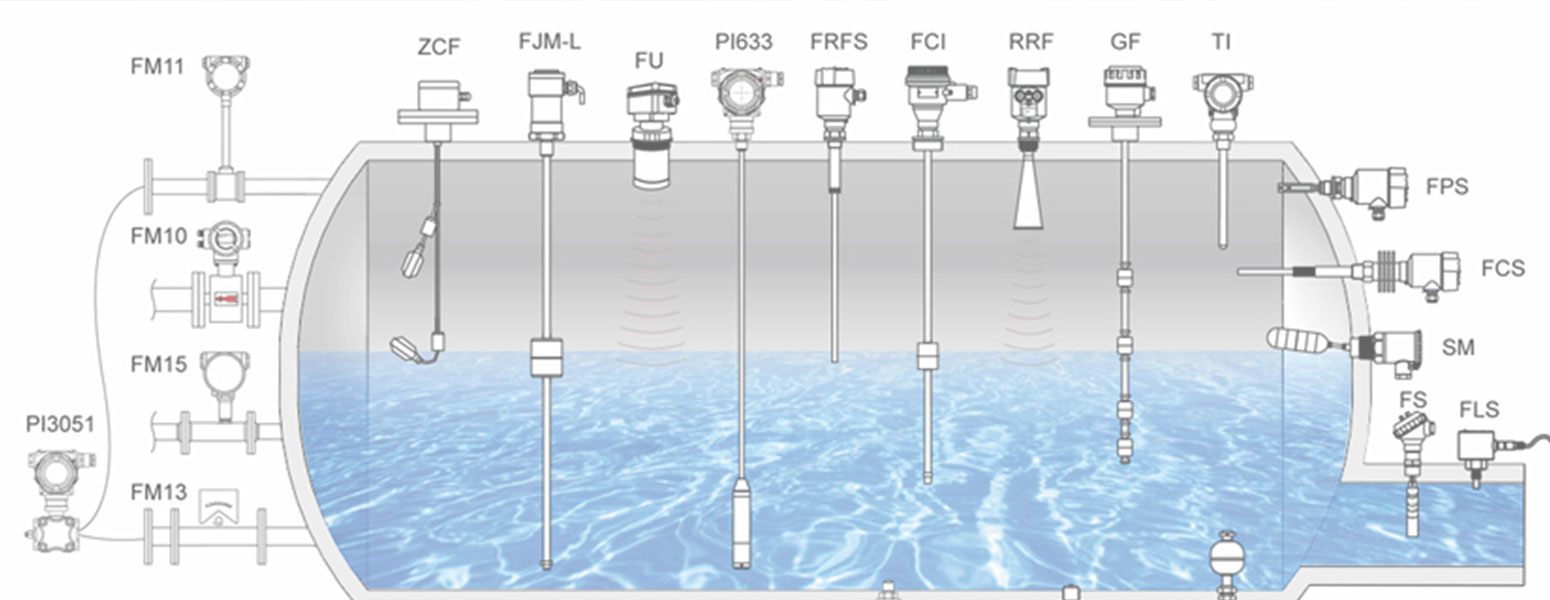 ZCF
FJM-L
FU
PI633
FRFS
FCI
RRF
GF
TI
FM11
FPS
FM10
FCS
SM
FM15
FS
FLS
PI3051
FM13